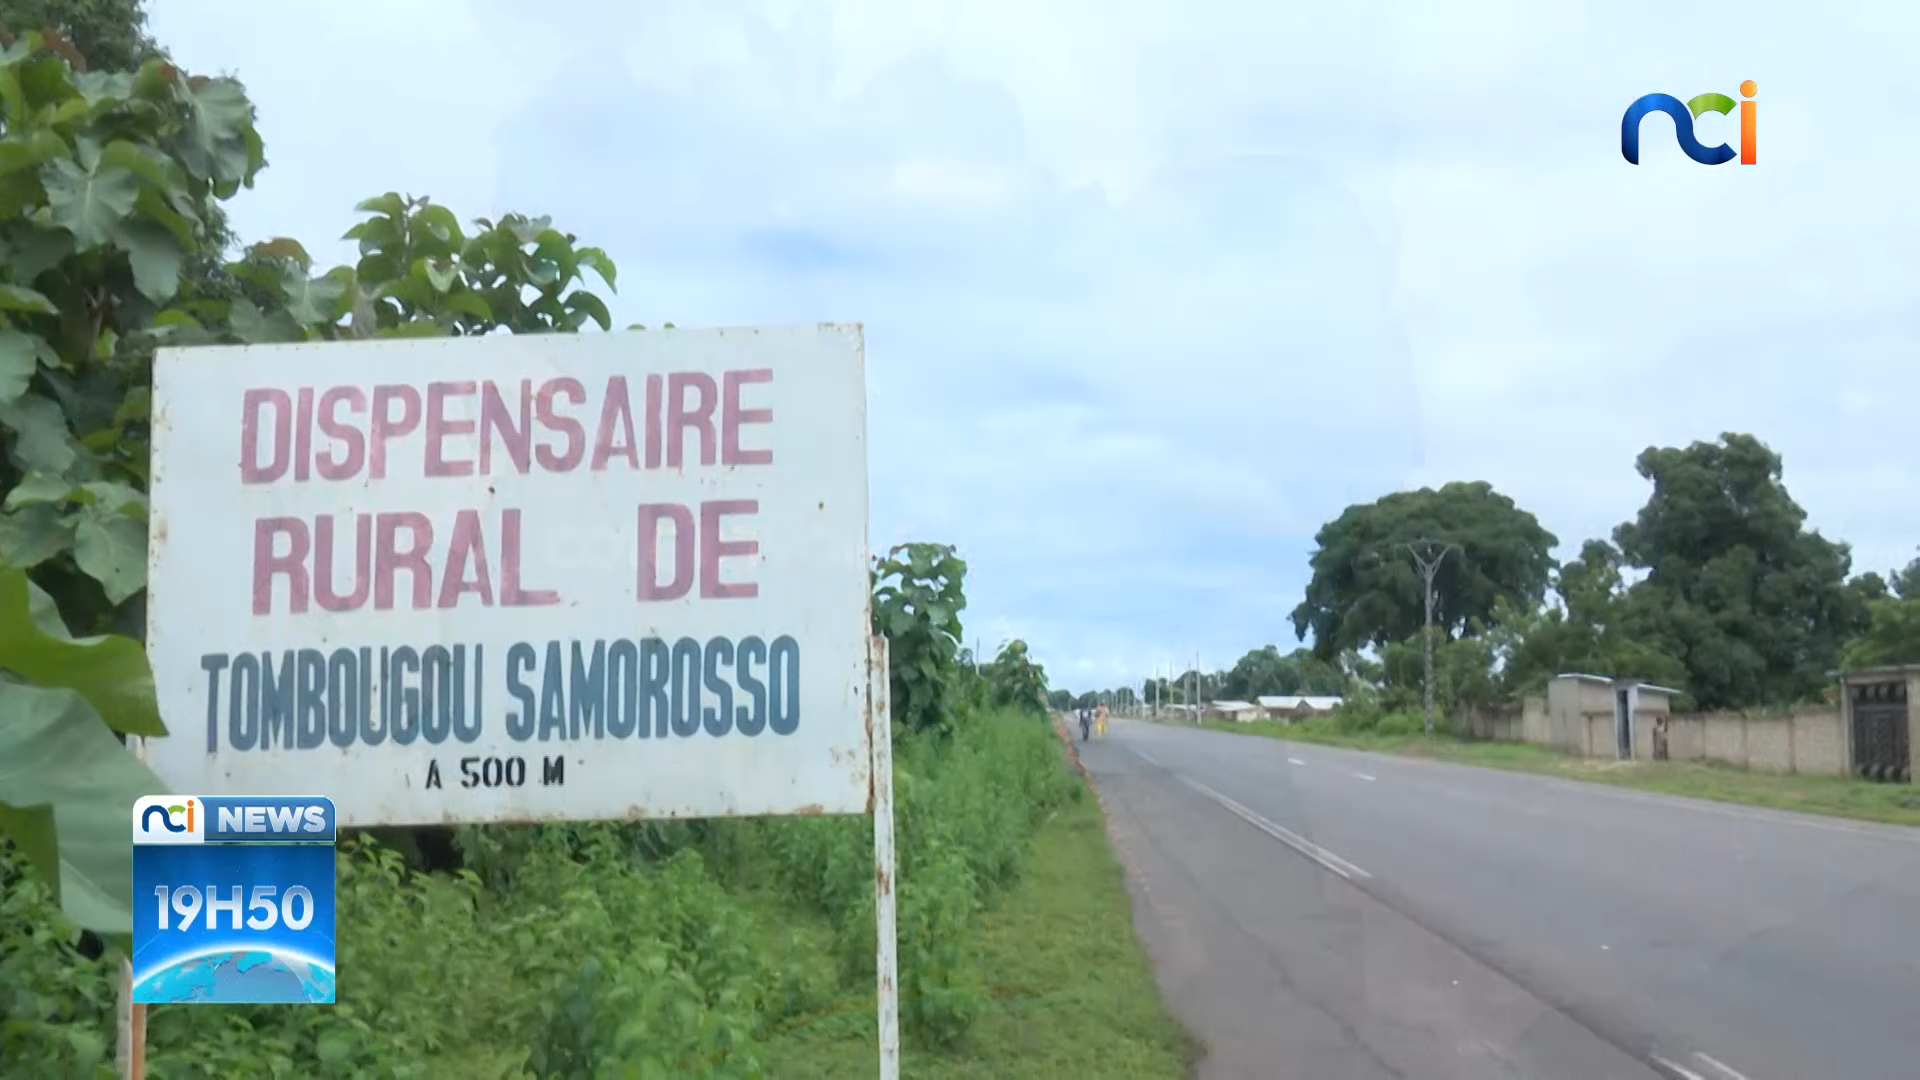 nci
DISPENSAIRE
RURAL DE
TOMBOUGOU SAMOROSSO
A 500 M
nci NEWS
19H50